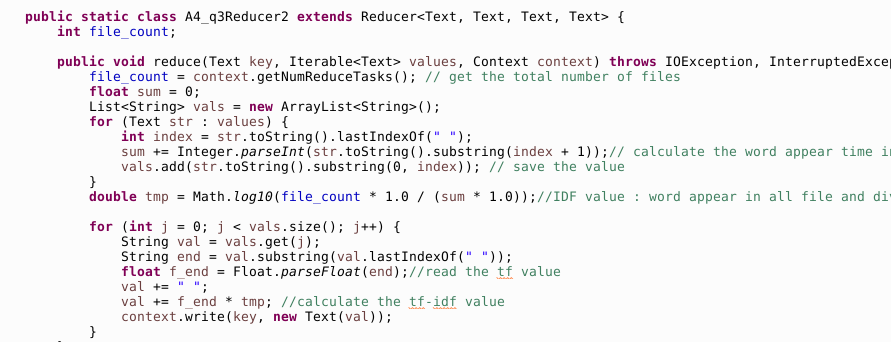 public static class A4_q3Reducer2 extends Reducer<Text, Text, Text, Text> {
int file_count;
public void reduce(Text key, Iterable<Text> values, Context context) throws IOException, InterruptedExcep
file_count = context.getNumReduceTasks(); // get the total number of files
float sum = 0;
List<String> vals = new ArrayList<String>();
for (Text str : values) {
int index = str.toString().lastIndexOf(" ");
sum += Integer.parseInt(str.toString().substring(index + 1));// calculate the word appear time i
vals.add(str.toString().substring(0, index)); // save the value
}
double tmp = Math.log10(file_count * 1.0 / (sum * 1.0));//IDF value : word appear in all file and di
for (int j = 0; j < vals.size(); j++) {
String val = vals.get(j);
String end = val.substring(val.lastIndexOf(" "));
float f_end = Float.parseFloat(end);//read the tf value
val += " ";
val += f_end * tmp; //calculate the tf-idf value
context.write(key, new Text(val));
}